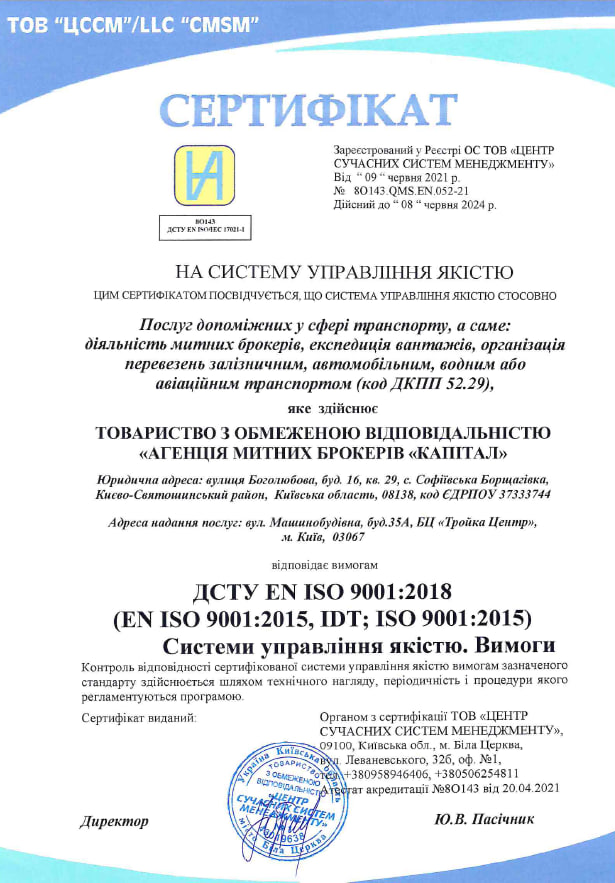 ТОВ “ЦССМ”/LLC “CMSM”
СЕРТИФІКАТ
Зареєстрований у Реєстрі ОС ТОВ «ЦЕНТР
СУЧАСНИХ СИСТЕМ МЕНЕДЖМЕНТУ»
Від “ 09 “ червня 2021 р.
№ 8О143.QMS.EN.052-21
Дійсний до “ 08 “ червня 2024 р.
8О143
ДСТУ EN ISO/IEC 17021-1
НА СИСТЕМУ УПРАВЛІННЯ ЯКІСТЮ
ЦИМ СЕРТИФІКАТОМ ПОСВІДЧУЄТЬСЯ, ЩО СИСТЕМА УПРАВЛІННЯ ЯКІСТЮ СТОСОВНО
Послуг допоміжних у сфері транспорту, а саме:
діяльність митних брокерів, експедиція вантажів, організація
перевезень залізничним, автомобільним, водним або
авіаційним транспортом (код ДКПП 52.29),
яке здійснює
ТОВАРИСТВО З ОБМЕЖЕНОЮ ВІДПОВІДАЛЬНІСТЮ
«АГЕНЦІЯ МИТНИХ БРОКЕРІВ «КАПІТАЛ»
Юридична адреса: вулиця Боголюбова, буд. 16, кв. 29, с. Софіївська Борщагівка,
Києво-Святошинський район, Київська область, 08138, код ЄДРПОУ 37333744
Адреса надання послуг: вул. Машинобудівна, буд.35А, БЦ «Тройка Центр»,
м. Київ, 03067
відповідає вимогам
ДСТУ EN ISO 9001:2018
(EN ISO 9001:2015, IDT; ISO 9001:2015)
Системи управління якістю. Вимоги
Контроль відповідності сертифікованої системи управління якістю вимогам зазначеного
стандарту здійснюється шляхом технічного нагляду, періодичність і процедури якого
регламентуються програмою.
Сертифікат виданий:
Органом з сертифікації ТОВ «ЦЕНТР
СУЧАСНИХ СИСТЕМ МЕНЕДЖМЕНТУ»,
09100, Київська обл., м. Біла Церква,
вул. Леваневського, 32б, оф. №1,
тел. +380958946406, +380506254811
Атестат акредитації №8О143 від 20.04.2021
Україна Київська область
ТОВАРИСТВО
З ОБМЕЖЕНОЮ
ВІДПОВІДАЛЬНІСТЮ
«ЦЕНТР
СУЧАСНИХ СИСТЕМ
МЕНЕДЖМЕНТУ»
місто Біла Церква
Директор
Ю.В. Пасічник